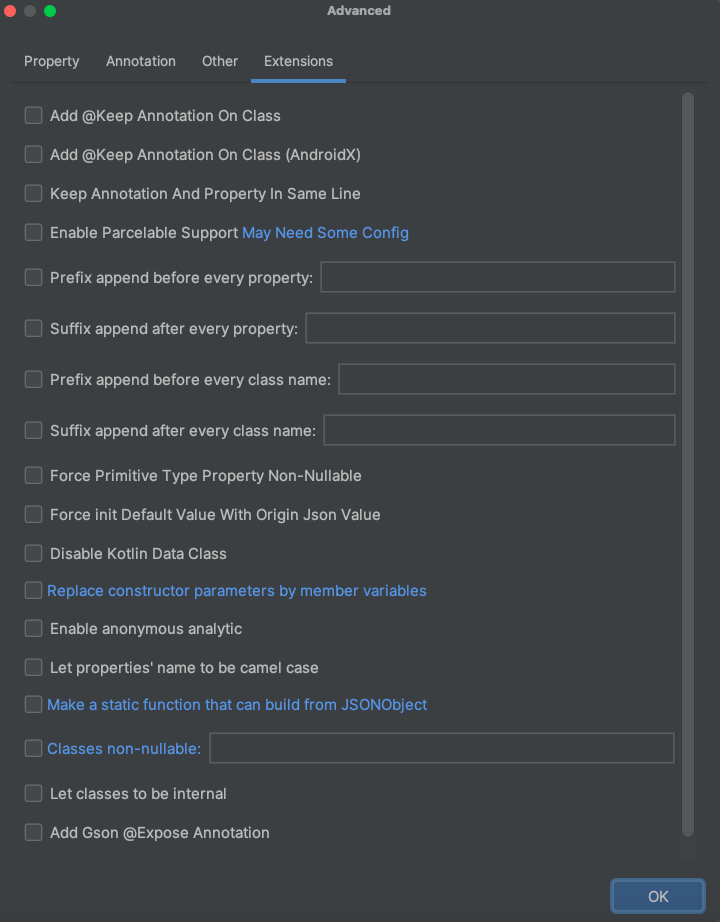 Advanced
Property Annotation Other Extensions
Add @Keep Annotation On Class
Add @Keep Annotation On Class (AndroidX)
Keep Annotation And Property In Same Line
Enable Parcelable Support May Need Some Config
Prefix append before every property:
Suffix append after every property:
Prefix append before every class name:
Suffix append after every class name:
Force Primitive Type Property Non-Nullable
Force init Default Value With Origin Json Value
Disable Kotlin Data Class
Replace constructor parameters by member variables
Enable anonymous analytic
Let properties' name to be camel case
Make a static function that can build from JSONObject
Classes non-nullable:
Let classes to be internal
Add Gson @Expose Annotation
OK